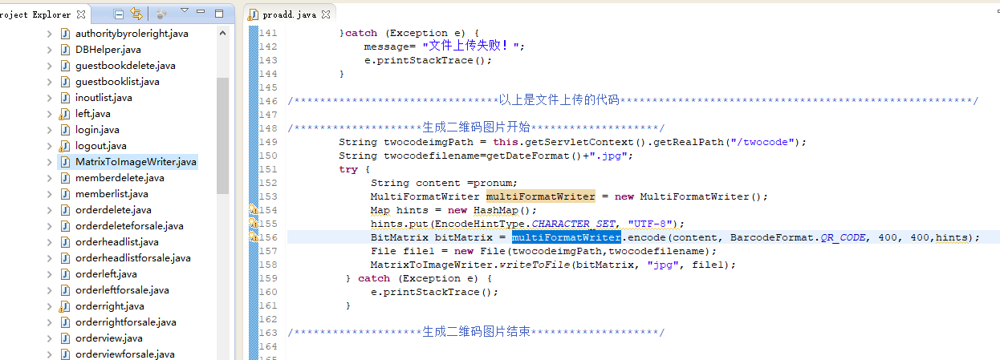 roject Explorer
proadd.java
authoritybyroleright.java
DBHelper.java
guestbookdelete.java
guestbooklist.java
inoutlist.java
left.java
login.java
logout.java
MatrixToImageWriter.java
memberdelete.java
memberlist.java
orderdelete.java
orderdeleteforsale.java
orderheadlist.java
orderheadlistforsale.java
orderleft.java
orderleftforsale.java
orderright.java
orderrightforsale.java
orderview.java
orderviewforsale.java
141 }catch (Exception e) {
142 message= "文件上传失败! ";
143 e.printStackTrace();
144 }
145
146 /********************************以上是文件上传的代码*******************************************************/
147
148 /********************生成二维码图片开始********************/
149 String twocodeimgPath = this.getServletContext().getRealPath("/twocode");
150 String twocodefilename=getDateFormat()+".jpg";
151 try {
152 String content =pronum;
153 MultiFormatWriter multiFormatWriter = new MultiFormatWriter();
154 Map hints = new HashMap();
155 hints.put(EncodeHintType.CHARACTER_SET, "UTF-8");
156 BitMatrix bitMatrix = multiFormatWriter.encode(content, BarcodeFormat.QR_CODE, 400, 400,hints);
157 File file1 = new File(twocodeimgPath,twocodefilename);
158 MatrixToImageWriter.writeToFile(bitMatrix, "jpg", file1);
159 } catch (Exception e) {
160 e.printStackTrace();
161 }
162
163 /********************生成二维码图片结束********************/
164